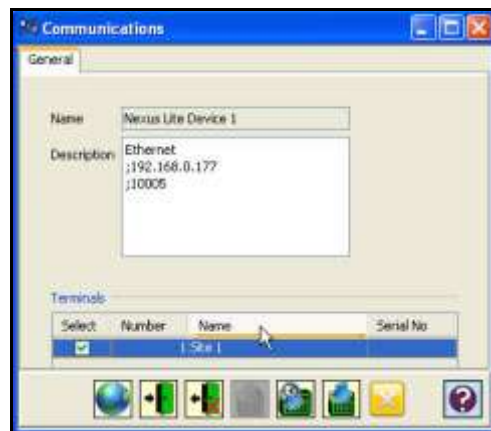 Communications
General
Name Nexus Lite Device 1
Description Ethernet
;192.168.0.177
;10005
Terminals
Select Number Name Serial No
1 Site 1